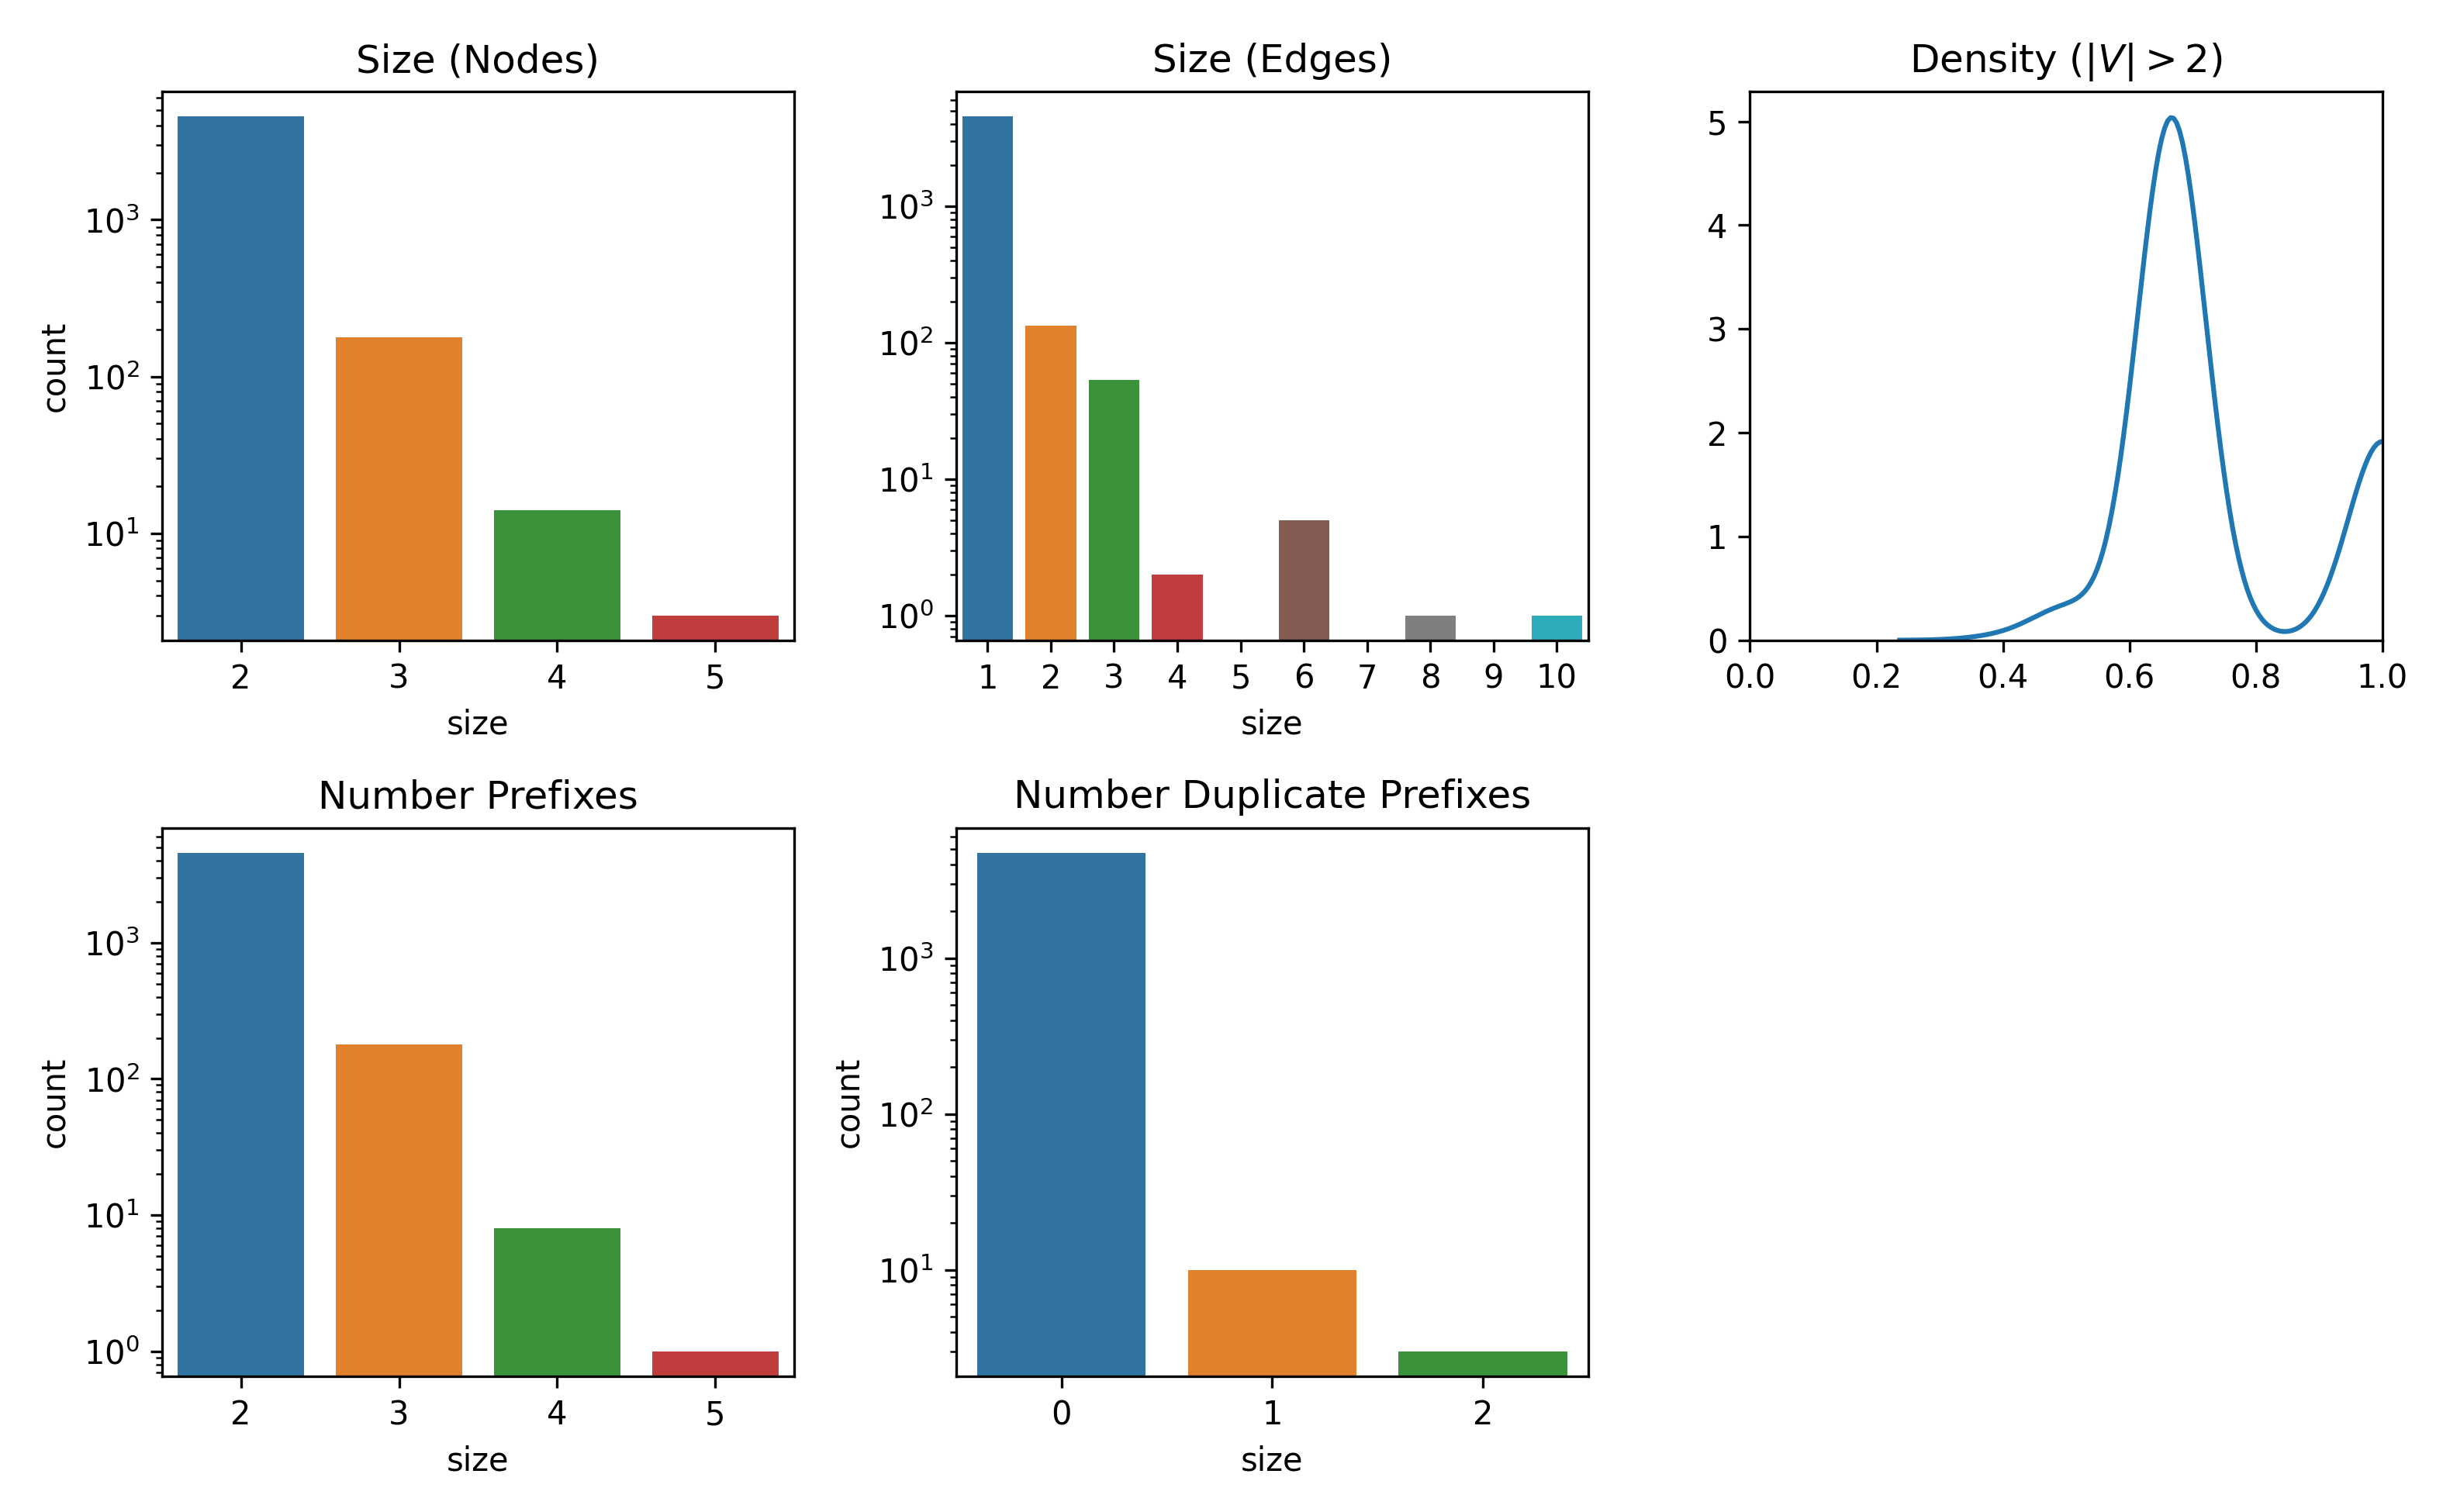 Size (Nodes)
count
10³
10²
10¹
2 3 4 5
size
Size (Edges)
10³
10²
10¹
10⁰
1 2 3 4 5 6 7 8 9 10
size
Density (|V| > 2)
5
4
3
2
1
0
0.0 0.2 0.4 0.6 0.8 1.0
Number Prefixes
count
10³
10²
10¹
10⁰
2 3 4 5
size
Number Duplicate Prefixes
count
10³
10²
10¹
0 1 2
size